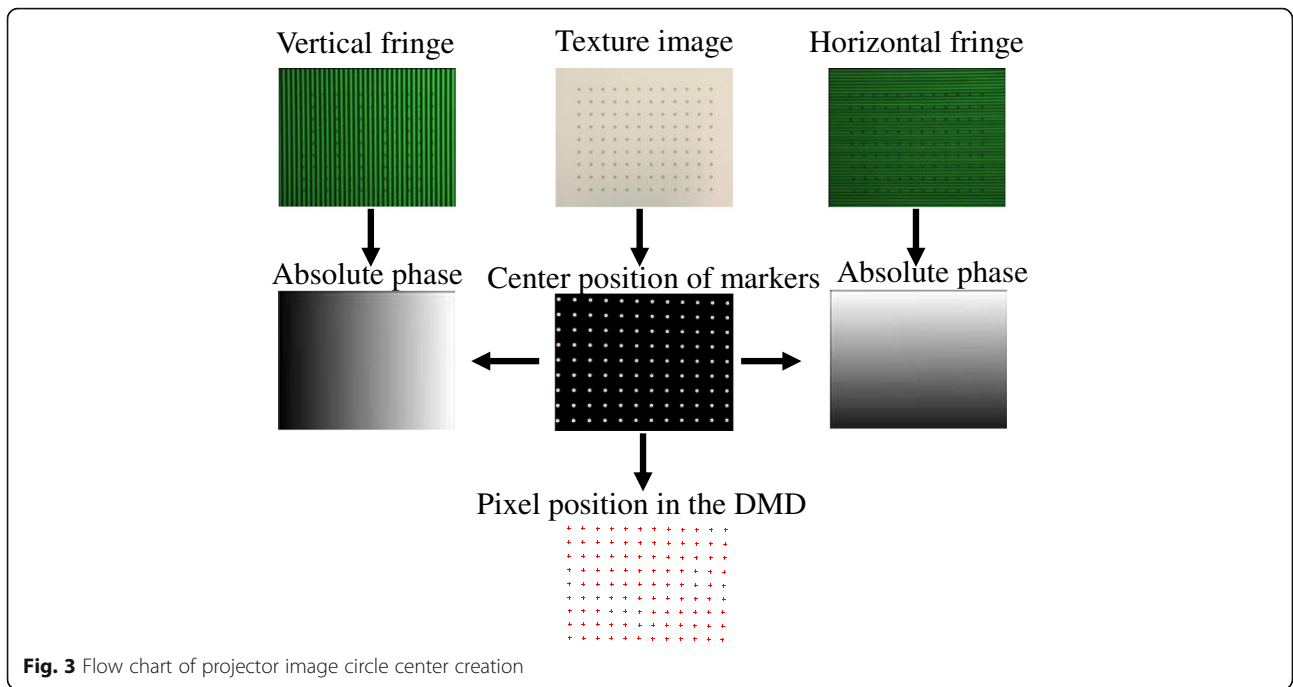 Vertical fringe
Texture image
Horizontal fringe
Absolute phase
Center position of markers
Absolute phase
Pixel position in the DMD
Fig. 3 Flow chart of projector image circle center creation